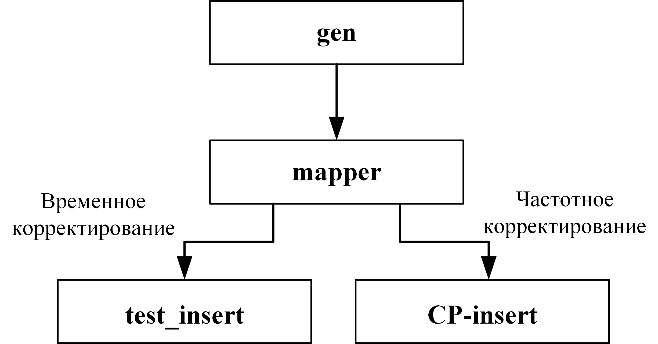 gen
mapper
Временное
корректирование
Частотное
корректирование
test_insert
CP-insert